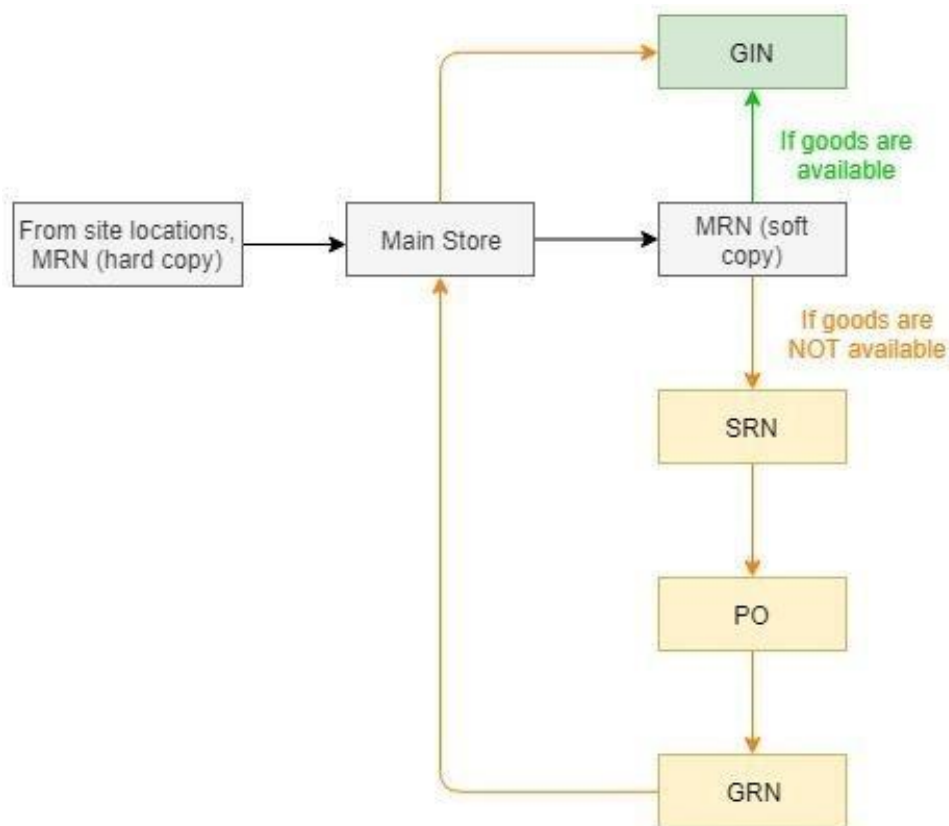 GIN
If goods are
available
From site locations,
MRN (hard copy)
Main Store
MRN (soft
copy)
If goods are
NOT available
SRN
PO
GRN